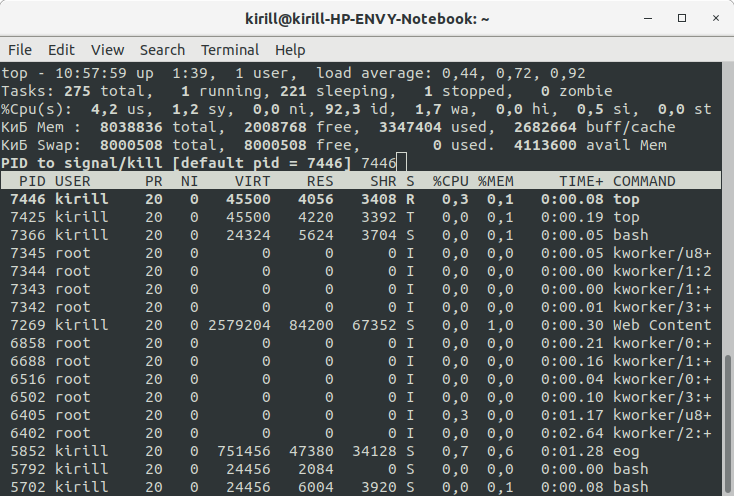 kirill@kirill-HP-ENVY-Notebook: ~
File Edit View Search Terminal Help
top - 10:57:59 up 1:39, 1 user, load average: 0,44, 0,72, 0,92
Tasks: 275 total, 1 running, 221 sleeping, 1 stopped, 0 zombie
%Cpu(s): 4,2 us, 1,2 sy, 0,0 ni, 92,3 id, 1,7 wa, 0,0 hi, 0,5 si, 0,0 st
КиБ Mem : 8038836 total, 2008768 free, 3347404 used, 2682664 buff/cache
КиБ Swap: 8000508 total, 8000508 free, 0 used. 4113600 avail Mem
PID to signal/kill [default pid = 7446] 7446
PID USER PR NI VIRT RES SHR S %CPU %MEM TIME+ COMMAND
7446 kirill 20 0 45500 4056 3408 R 0,3 0,1 0:00.08 top
7425 kirill 20 0 45500 4220 3392 T 0,0 0,1 0:00.19 top
7366 kirill 20 0 24324 5624 3704 S 0,0 0,1 0:00.05 bash
7345 root 20 0 0 0 0 I 0,0 0,0 0:00.05 kworker/u8+
7344 root 20 0 0 0 0 I 0,0 0,0 0:00.00 kworker/1:2
7343 root 20 0 0 0 0 I 0,0 0,0 0:00.00 kworker/1:+
7342 root 20 0 0 0 0 I 0,0 0,0 0:00.01 kworker/3:+
7269 kirill 20 0 2579204 84200 67352 S 0,0 1,0 0:00.30 Web Content
6858 root 20 0 0 0 0 I 0,0 0,0 0:00.21 kworker/0:+
6688 root 20 0 0 0 0 I 0,0 0,0 0:00.16 kworker/1:+
6516 root 20 0 0 0 0 I 0,0 0,0 0:00.04 kworker/0:+
6502 root 20 0 0 0 0 I 0,0 0,0 0:00.10 kworker/3:+
6405 root 20 0 0 0 0 I 0,3 0,0 0:01.17 kworker/u8+
6402 root 20 0 0 0 0 I 0,0 0,0 0:02.64 kworker/2:+
5852 kirill 20 0 751456 47380 34128 S 0,7 0,6 0:01.28 eog
5792 kirill 20 0 24456 2084 0 S 0,0 0,0 0:00.00 bash
5702 kirill 20 0 24456 6004 3920 S 0,0 0,1 0:00.08 bash